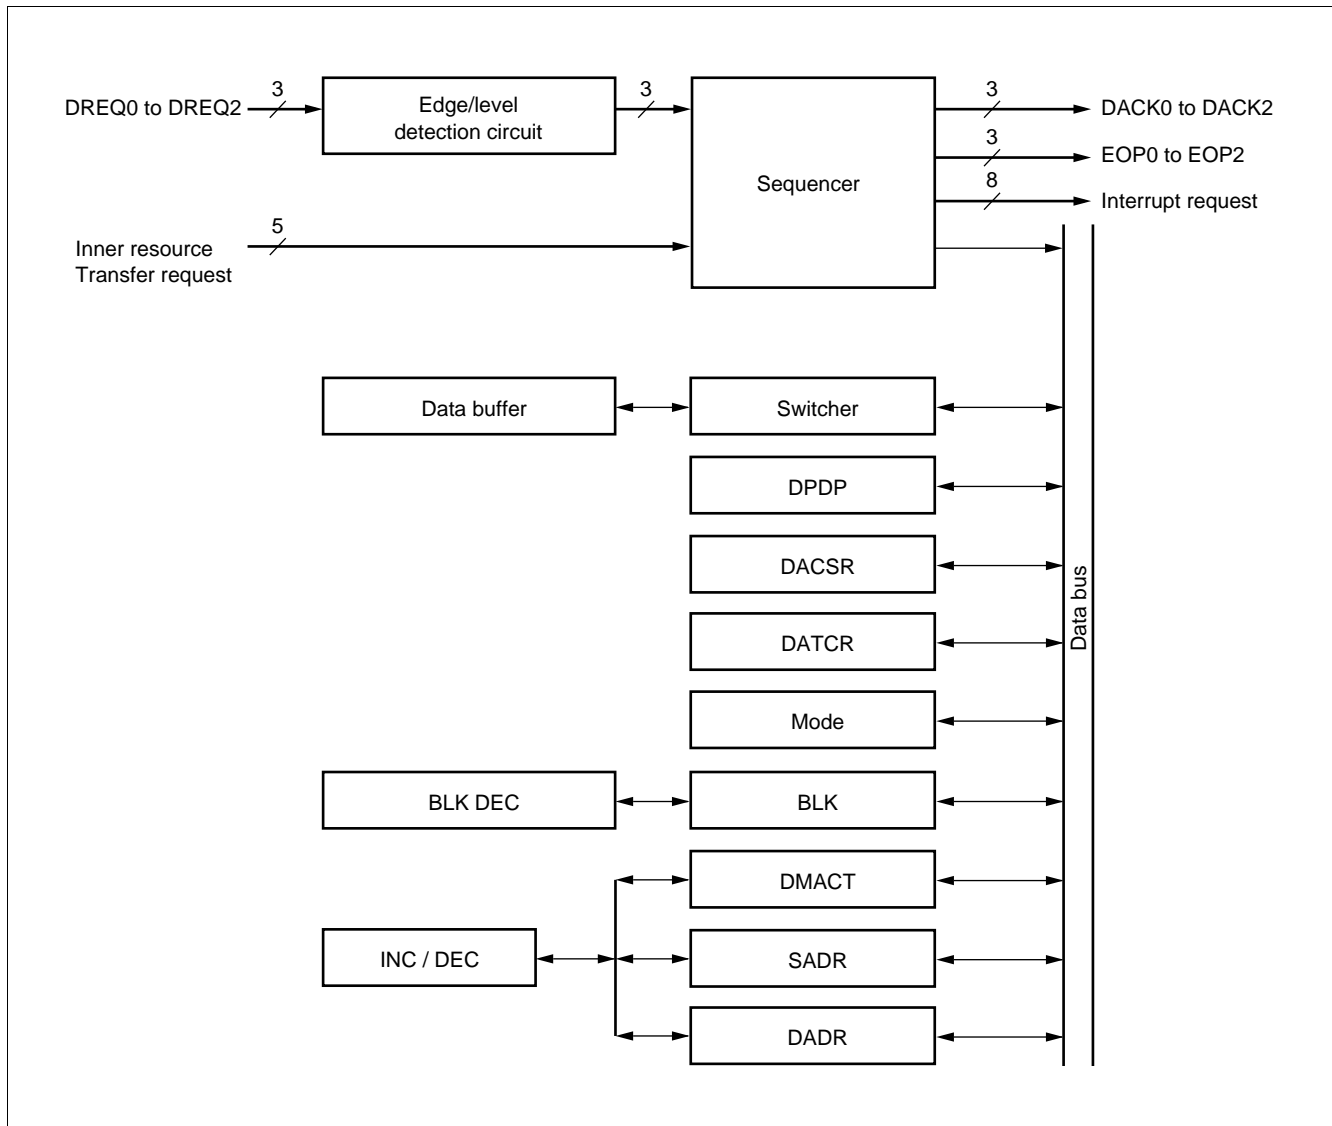 3
3
3
DREQ0 to DREQ2
Edge/level
detection circuit
DACK0 to DACK2
3
EOP0 to EOP2
Sequencer
8
Interrupt request
5
Inner resource
Transfer request
Data buffer
Switcher
DPDP
DACSR
Data bus
DATCR
Mode
BLK DEC
BLK
DMACT
INC / DEC
SADR
DADR